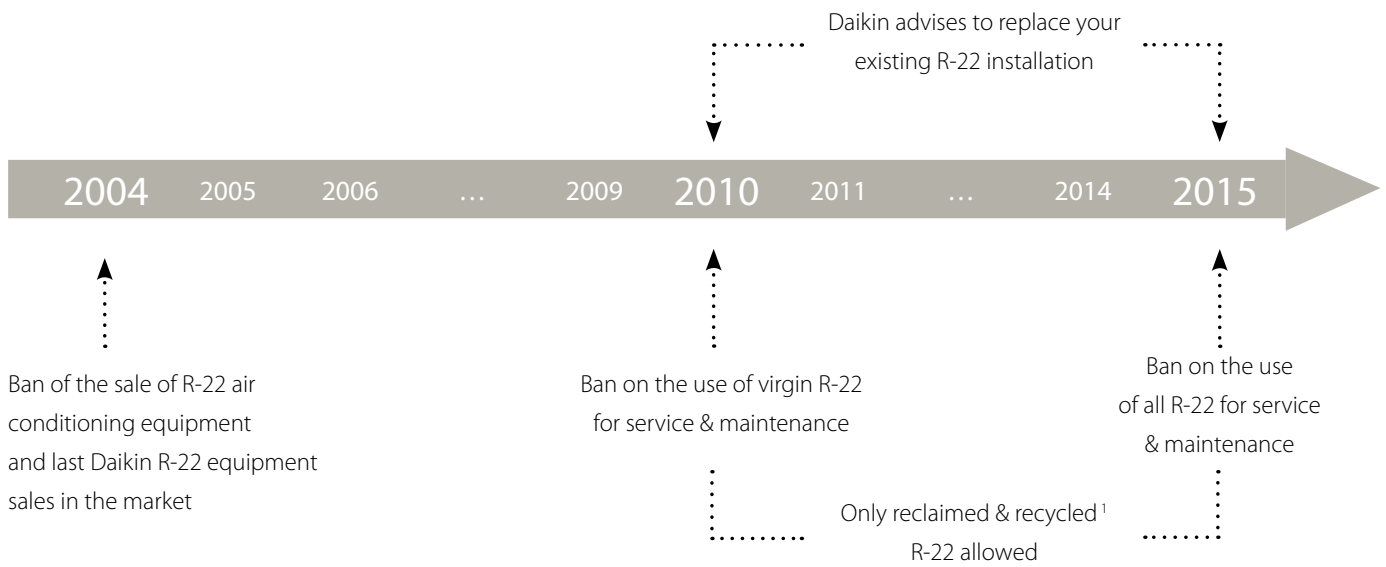 Daikin advises to replace your
existing R-22 installation
2004 2005 2006 ... 2009 2010 2011 ... 2014 2015
Ban of the sale of R-22 air
conditioning equipment
and last Daikin R-22 equipment
sales in the market
Ban on the use of virgin R-22
for service & maintenance
Ban on the use
of all R-22 for service
& maintenance
Only reclaimed & recycled ¹
R-22 allowed